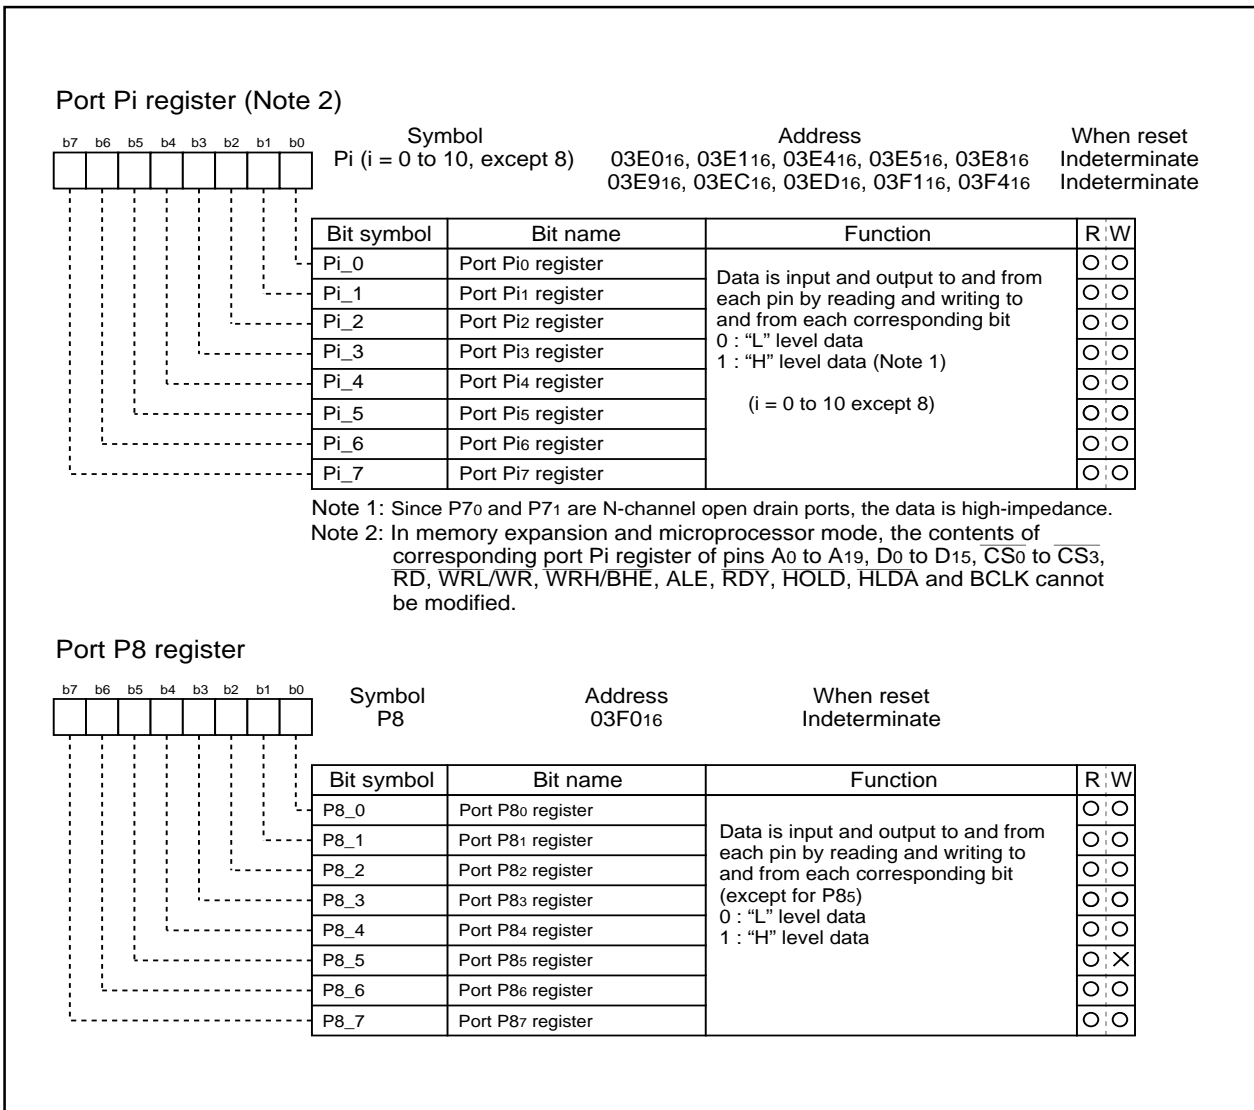 Port Pi register (Note 2)
b7 b6 b5 b4 b3 b2 b1 b0
Symbol Address When reset
Pi (i = 0 to 10, except 8) 03E016, 03E116, 03E416, 03E516, 03E816 Indeterminate
03E916, 03EC16, 03ED16, 03F116, 03F416 Indeterminate
Bit symbol Bit name Function R W
Pi_0 Port Pi0 register
Pi_1 Port Pi1 register
Pi_2 Port Pi2 register
Pi_3 Port Pi3 register
Pi_4 Port Pi4 register
Pi_5 Port Pi5 register
Pi_6 Port Pi6 register
Pi_7 Port Pi7 register
Data is input and output to and from
each pin by reading and writing to
and from each corresponding bit
0 : “L” level data
1 : “H” level data (Note 1)
(i = 0 to 10 except 8)
Note 1: Since P70 and P71 are N-channel open drain ports, the data is high-impedance.
Note 2: In memory expansion and microprocessor mode, the contents of
corresponding port Pi register of pins A0 to A19, D0 to D15, CS0 to CS3,
RD, WRL/WR, WRH/BHE, ALE, RDY, HOLD, HLDA and BCLK cannot
be modified.
Port P8 register
b7 b6 b5 b4 b3 b2 b1 b0
Symbol Address When reset
P8 03F016 Indeterminate
Bit symbol Bit name Function R W
P8_0 Port P80 register
P8_1 Port P81 register
P8_2 Port P82 register
P8_3 Port P83 register
P8_4 Port P84 register
P8_5 Port P85 register
P8_6 Port P86 register
P8_7 Port P87 register
Data is input and output to and from
each pin by reading and writing to
and from each corresponding bit
(except for P85)
0 : “L” level data
1 : “H” level data